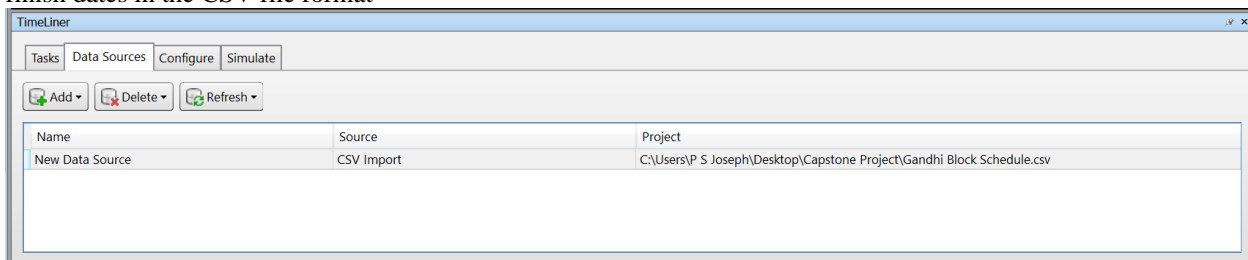 finish dates in the CSV file format
TimeLiner
Tasks Data Sources Configure Simulate
Add Delete Refresh
Name Source Project
New Data Source CSV Import C:\Users\P S Joseph\Desktop\Capstone Project\Gandhi Block Schedule.csv